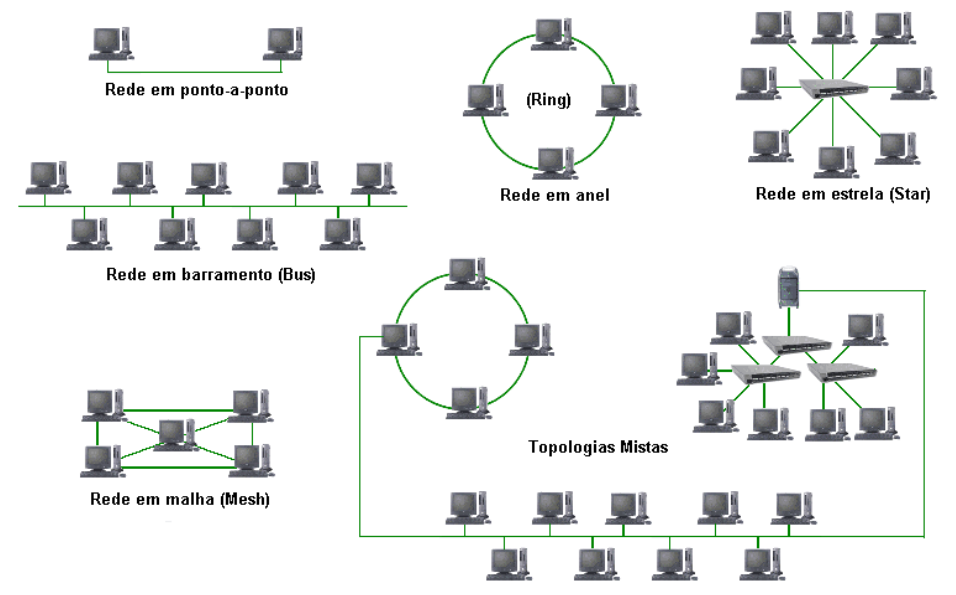 Rede em ponto-a-ponto
(Ring)
Rede em anel
Rede em estrela (Star)
Rede em barramento (Bus)
Topologias Mistas
Rede em malha (Mesh)